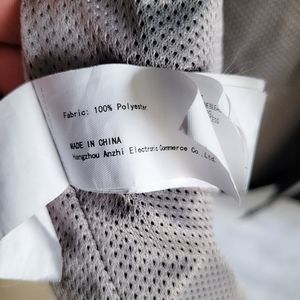 Fabric: 100% Polyester
MADE IN CHINA
Hangzhou Anzhi Electronic Commerce Co., Ltd.